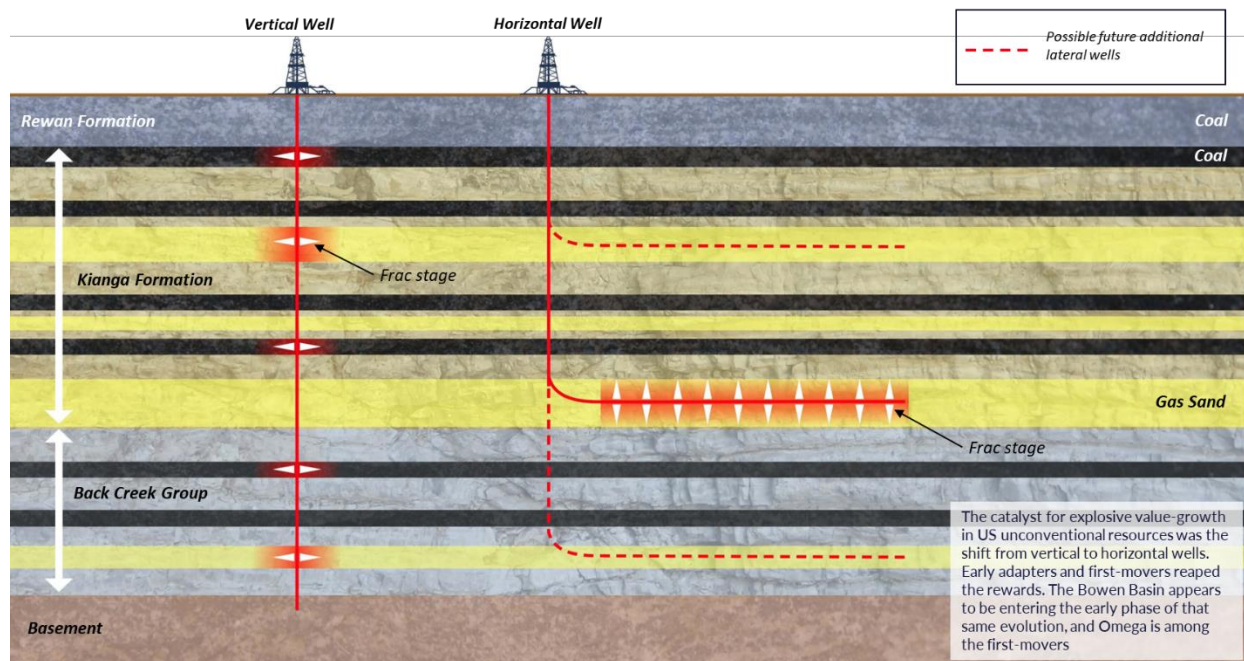 Vertical Well
Horizontal Well
Possible future additional
lateral wells
Rewan Formation
Coal
Coal
Frac stage
Kianga Formation
Gas Sand
Frac stage
Back Creek Group
The catalyst for explosive value-growth
in US unconventional resources was the
shift from vertical to horizontal wells.
Early adapters and first-movers reaped
the rewards. The Bowen Basin appears
to be entering the early phase of that
same evolution, and Omega is among
the first-movers
Basement